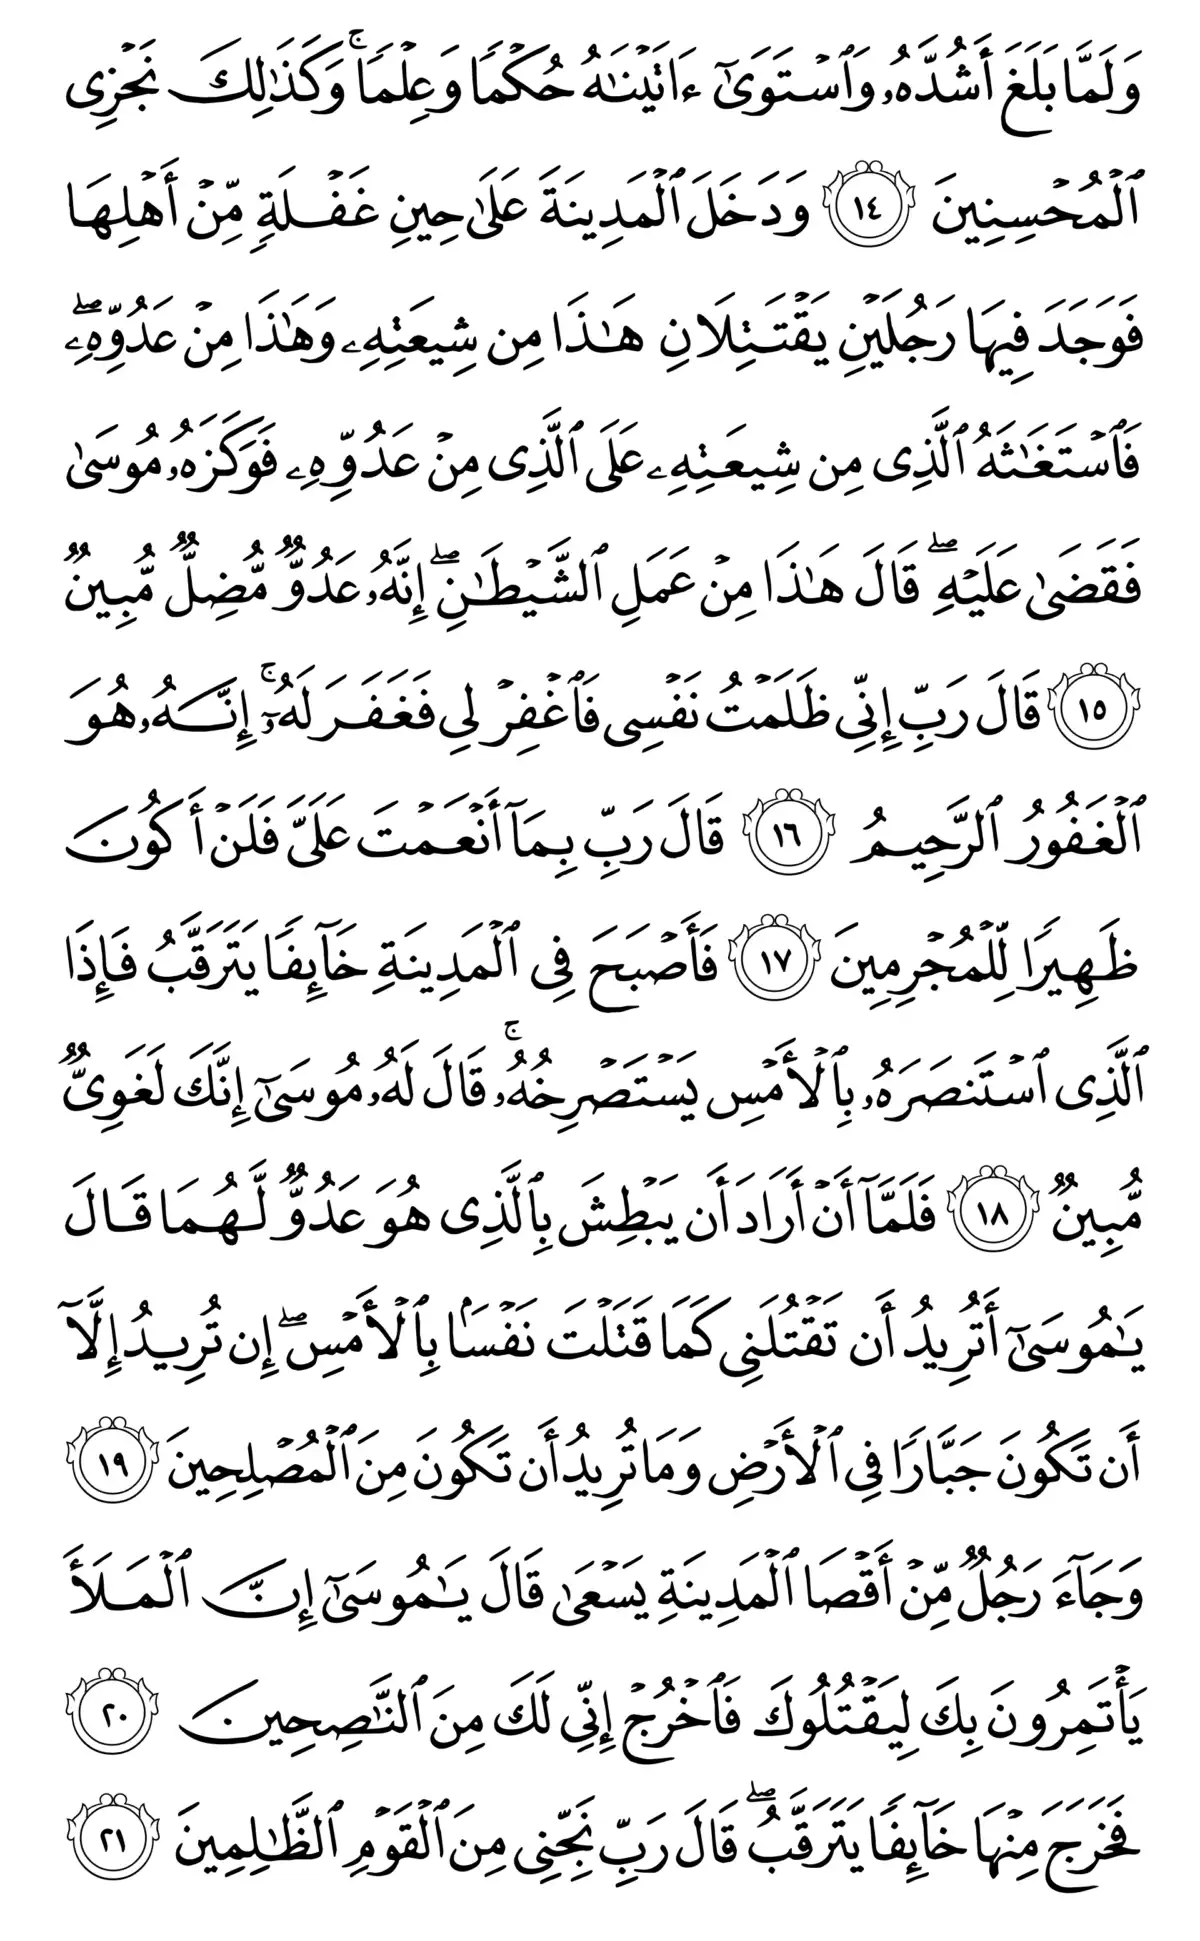 وَلَمَّا بَلَغَ أَشُدَّهُۥ وَٱسْتَوَىٰٓ ءَاتَيْنَٰهُ حُكْمًا وَعِلْمًا ۚ وَكَذَٰلِكَ نَجْزِى
ٱلْمُحْسِنِينَ ١٤ وَدَخَلَ ٱلْمَدِينَةَ عَلَىٰ حِينِ غَفْلَةٍ مِّنْ أَهْلِهَا
فَوَجَدَ فِيهَا رَجُلَيْنِ يَقْتَتِلَانِ هَٰذَا مِن شِيعَتِهِۦ وَهَٰذَا مِنْ عَدُوِّهِۦ ۖ
فَٱسْتَغَٰثَهُ ٱلَّذِى مِن شِيعَتِهِۦ عَلَى ٱلَّذِى مِنْ عَدُوِّهِۦ فَوَكَزَهُۥ مُوسَىٰ
فَقَضَىٰ عَلَيْهِ ۖ قَالَ هَٰذَا مِنْ عَمَلِ ٱلشَّيْطَٰنِ ۖ إِنَّهُۥ عَدُوٌّ مُّضِلٌّ مُّبِينٌ
١٥ قَالَ رَبِّ إِنِّى ظَلَمْتُ نَفْسِى فَٱغْفِرْ لِى فَغَفَرَ لَهُۥٓ ۚ إِنَّهُۥ هُوَ
ٱلْغَفُورُ ٱلرَّحِيمُ ١٦ قَالَ رَبِّ بِمَآ أَنْعَمْتَ عَلَىَّ فَلَنْ أَكُونَ
ظَهِيرًا لِّلْمُجْرِمِينَ ١٧ فَأَصْبَحَ فِى ٱلْمَدِينَةِ خَآئِفًا يَتَرَقَّبُ فَإِذَا
ٱلَّذِى ٱسْتَنصَرَهُۥ بِٱلْأَمْسِ يَسْتَصْرِخُهُۥ ۚ قَالَ لَهُۥ مُوسَىٰٓ إِنَّكَ لَغَوِىٌّ
مُّبِينٌ ١٨ فَلَمَّآ أَنْ أَرَادَ أَن يَبْطِشَ بِٱلَّذِى هُوَ عَدُوٌّ لَّهُمَا قَالَ
يَٰمُوسَىٰٓ أَتُرِيدُ أَن تَقْتُلَنِى كَمَا قَتَلْتَ نَفْسًۢا بِٱلْأَمْسِ ۖ إِن تُرِيدُ إِلَّآ
أَن تَكُونَ جَبَّارًا فِى ٱلْأَرْضِ وَمَا تُرِيدُ أَن تَكُونَ مِنَ ٱلْمُصْلِحِينَ ١٩
وَجَآءَ رَجُلٌ مِّنْ أَقْصَا ٱلْمَدِينَةِ يَسْعَىٰ قَالَ يَٰمُوسَىٰٓ إِنَّ ٱلْمَلَأَ
يَأْتَمِرُونَ بِكَ لِيَقْتُلُوكَ فَٱخْرُجْ إِنِّى لَكَ مِنَ ٱلنَّٰصِحِينَ ٢٠
فَخَرَجَ مِنْهَا خَآئِفًا يَتَرَقَّبُ ۖ قَالَ رَبِّ نَجِّنِى مِنَ ٱلْقَوْمِ ٱلظَّٰلِمِينَ ٢١